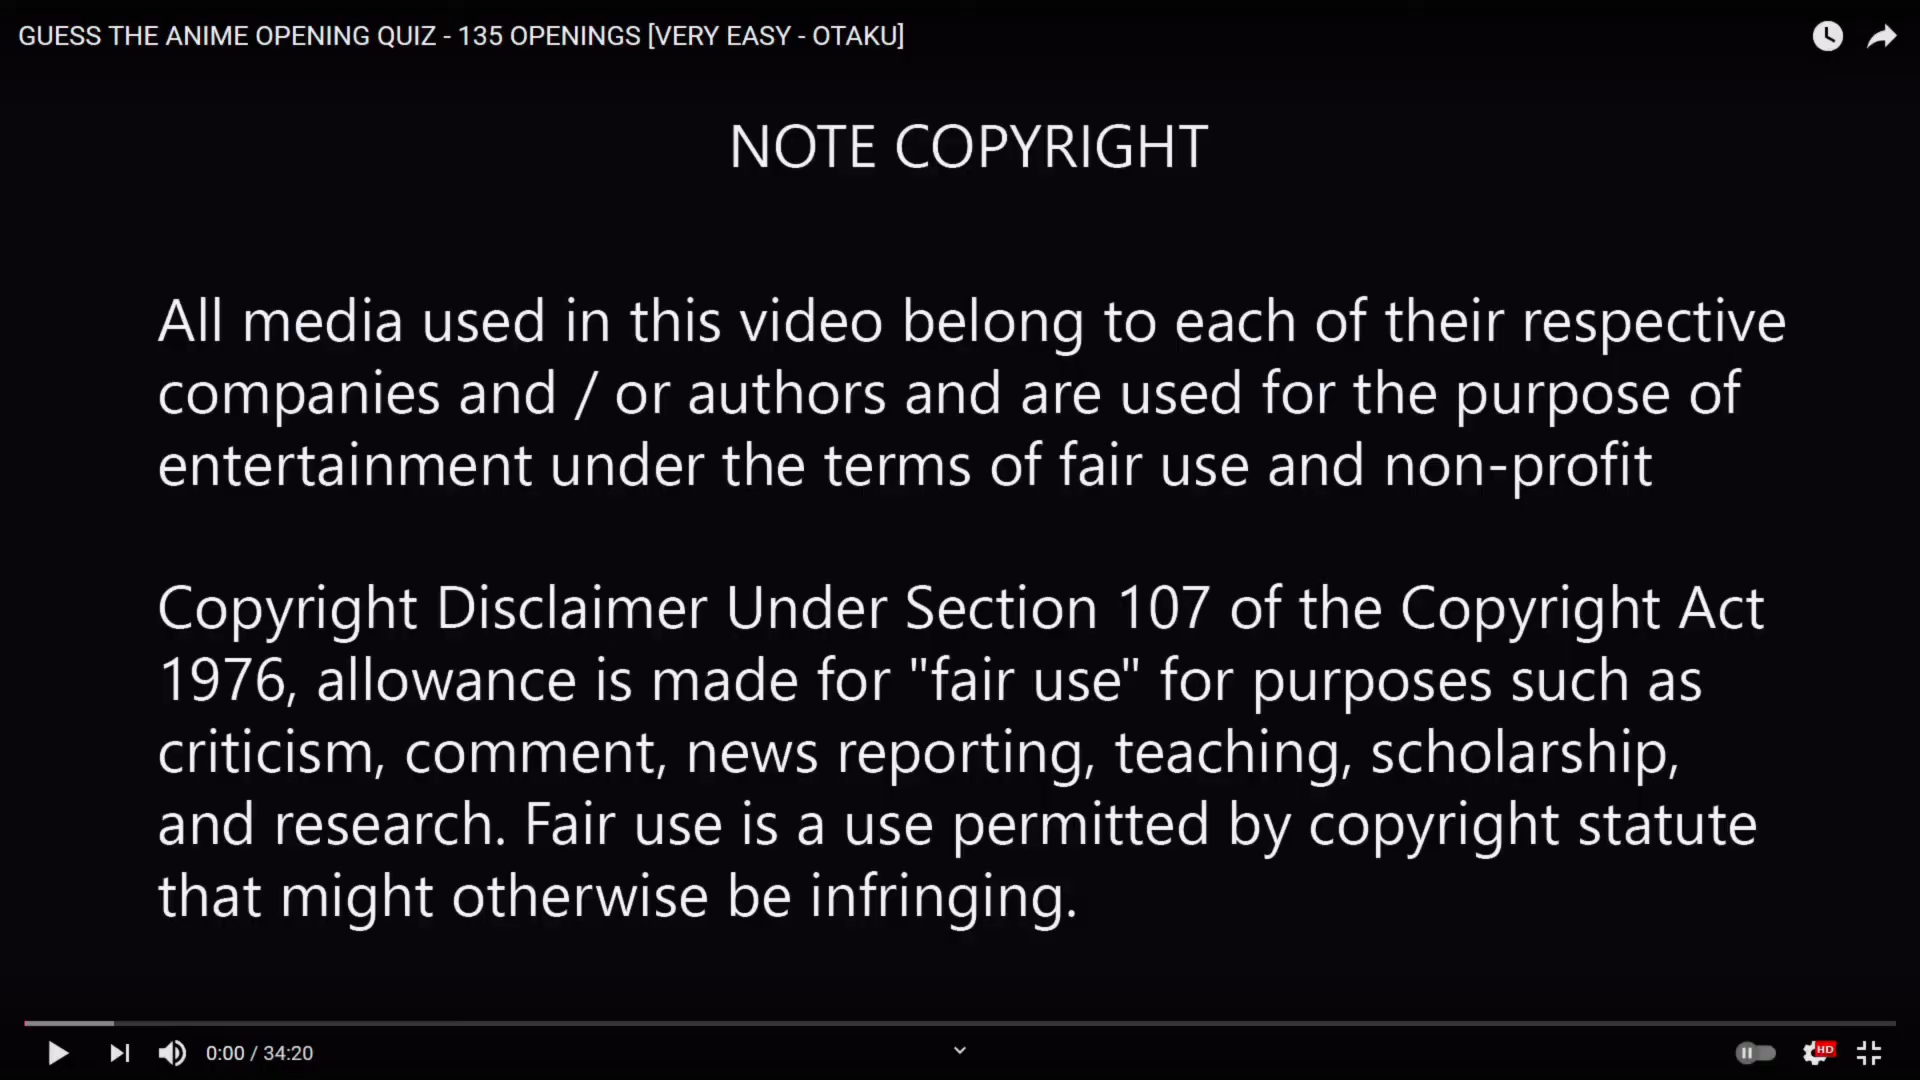 GUESS THE ANIME OPENING QUIZ - 135 OPENINGS [VERY EASY - OTAKU]
NOTE COPYRIGHT
All media used in this video belong to each of their respective
companies and / or authors and are used for the purpose of
entertainment under the terms of fair use and non-profit
Copyright Disclaimer Under Section 107 of the Copyright Act
1976, allowance is made for "fair use" for purposes such as
criticism, comment, news reporting, teaching, scholarship,
and research. Fair use is a use permitted by copyright statute
that might otherwise be infringing.
0:00 / 34:20
HD